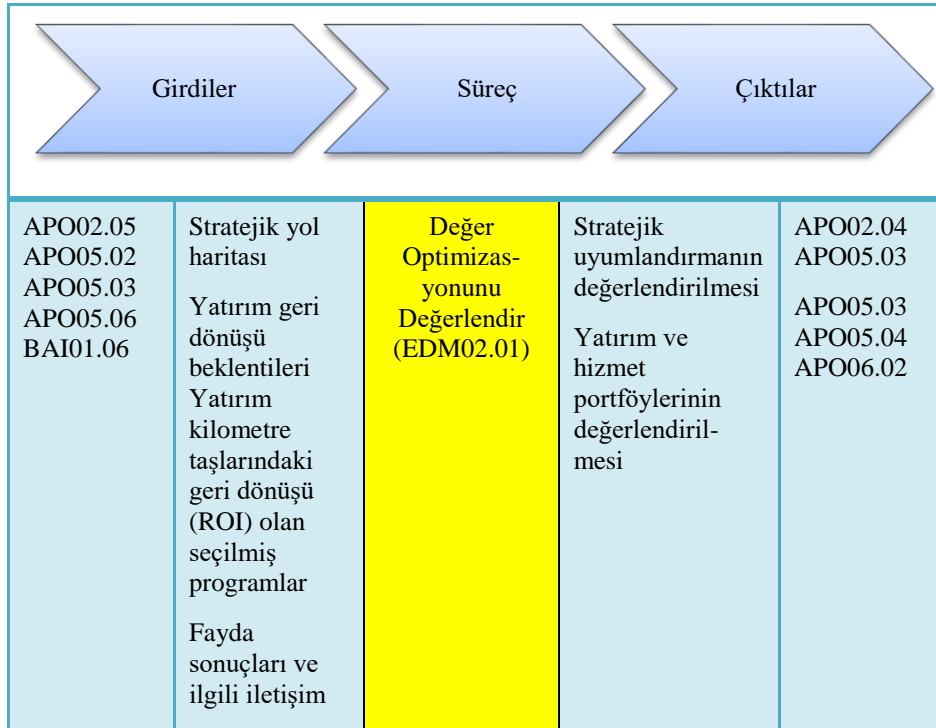 Girdiler
Süreç
Çıktılar
APO02.05
APO05.02
APO05.03
APO05.06
BAI01.06
Stratejik yol
haritası
Yatırım geri
dönüşü
beklentileri
Yatırım
kilometre
taşlarındaki
geri dönüşü
(ROI) olan
seçilmiş
programlar
Fayda
sonuçları ve
ilgili iletişim
Değer
Optimizas-
yonunu
Değerlendir
(EDM02.01)
Stratejik
uyumlandırmanın
değerlendirilmesi
Yatırım ve
hizmet
portföylerinin
değerlendiril-
mesi
APO02.04
APO05.03
APO05.03
APO05.04
APO06.02